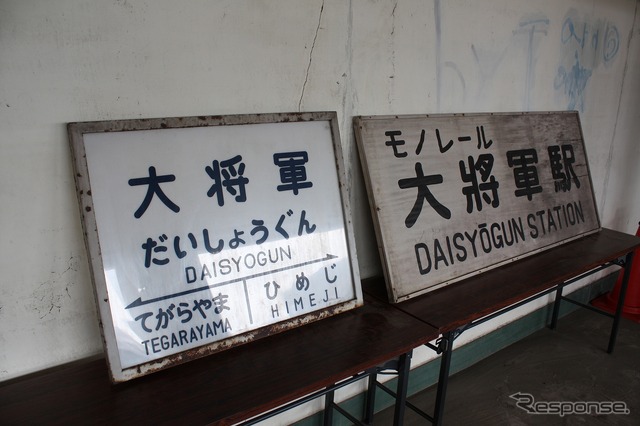 大将軍
だいしょうぐん
DAISYOGUN
てがらやま
TEGARAYAMA
ひめじ
HIMEJI
モノレール
大將軍駅
DAISYŌGUN STATION
Response.